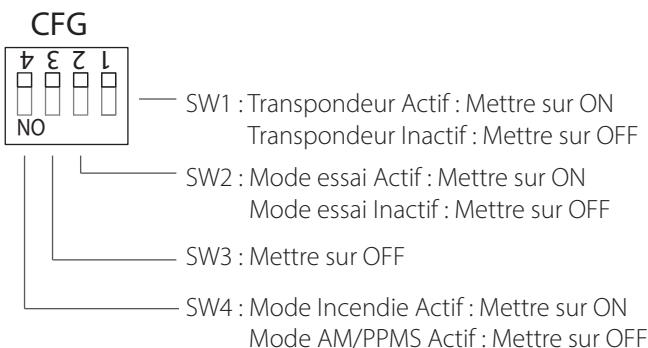 CFG
4 3 2 1
ON
SW1 : Transpondeur Actif : Mettre sur ON
Transpondeur Inactif : Mettre sur OFF
SW2 : Mode essai Actif : Mettre sur ON
Mode essai Inactif : Mettre sur OFF
SW3 : Mettre sur OFF
SW4 : Mode Incendie Actif : Mettre sur ON
Mode AM/PPMS Actif : Mettre sur OFF